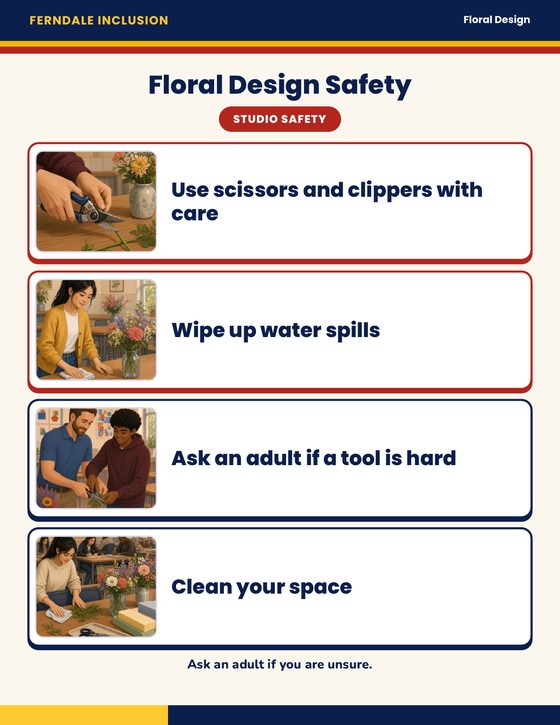 FERNDALE INCLUSION
Floral Design
Floral Design Safety
STUDIO SAFETY
Use scissors and clippers with
care
Wipe up water spills
Ask an adult if a tool is hard
Clean your space
Ask an adult if you are unsure.